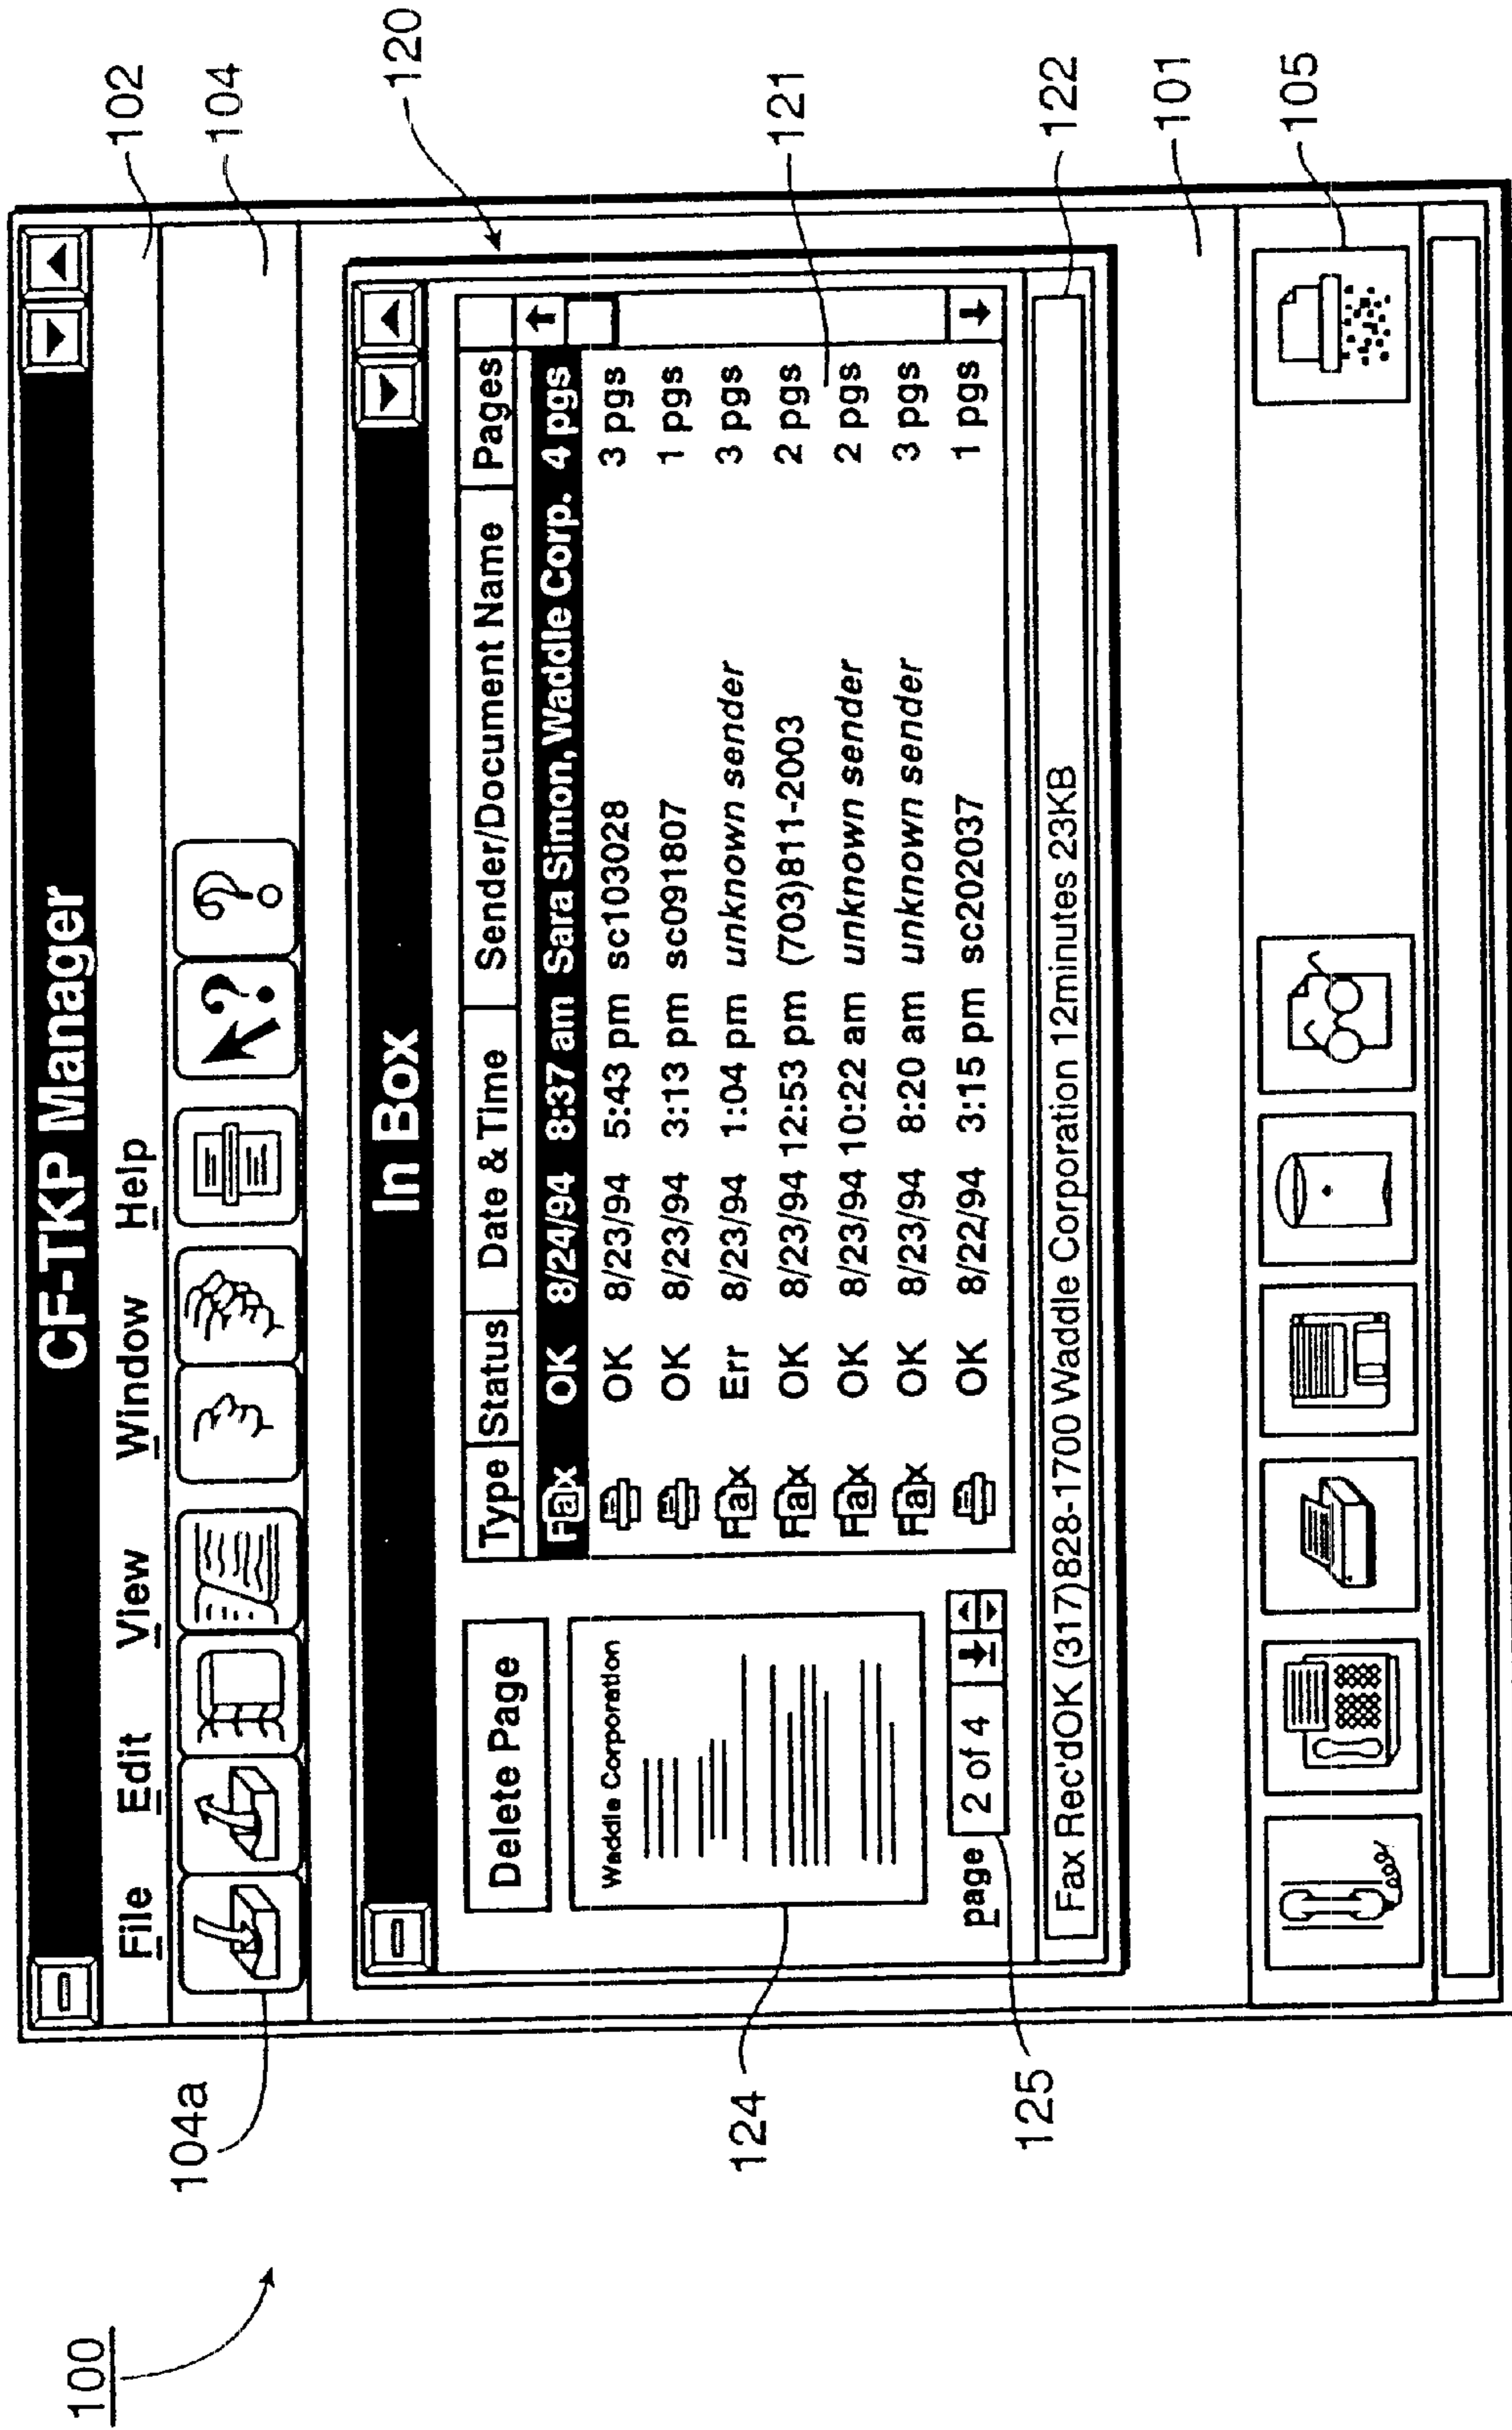 100
CF-TKP Manager
102
File Edit View Window Help
104a
104
120
In Box
Delete Page
Type Status Date & Time Sender/Document Name Pages
Fax OK 8/24/94 8:37 am Sara Simon, Waddle Corp. 4 pgs
OK 8/23/94 5:43 pm sc103028 3 pgs
OK 8/23/94 3:13 pm sc091807 1 pgs
Fax Err 8/23/94 1:04 pm unknown sender 3 pgs
Fax OK 8/23/94 12:53 pm (703)811-2003 2 pgs
Fax OK 8/23/94 10:22 am unknown sender 2 pgs
Fax OK 8/23/94 8:20 am unknown sender 3 pgs
OK 8/22/94 3:15 pm sc202037 1 pgs
121
Waddle Corporation
124
page 2 of 4
125
Fax Rec'dOK (317)828-1700 Waddle Corporation 12minutes 23KB
122
101
105